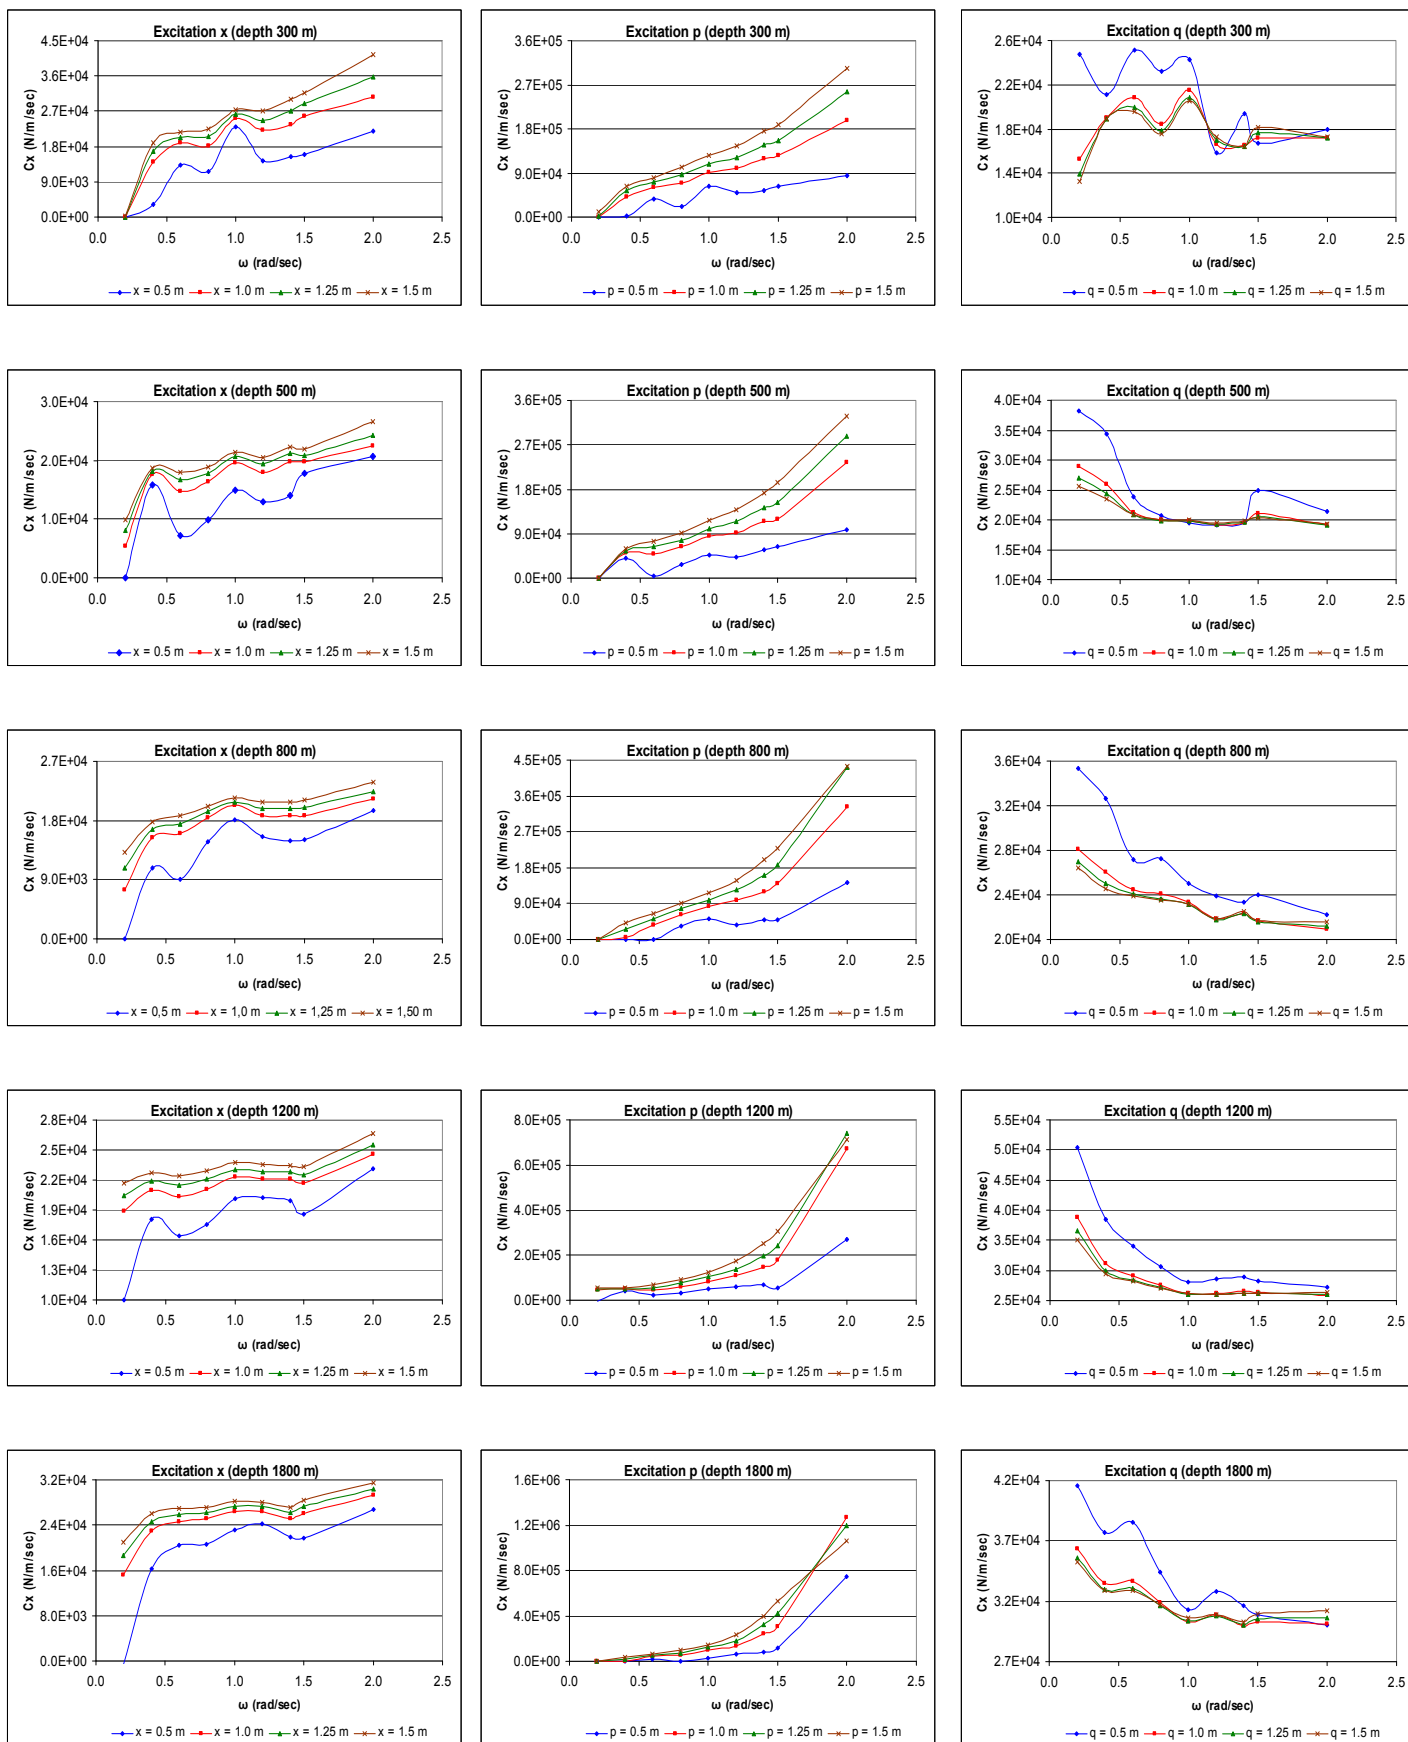 Excitation x (depth 300 m)
4.5E+04
3.6E+04
2.7E+04
1.8E+04
9.0E+03
0.0E+00
Cx (N/m/sec)
0.0 0.5 1.0 1.5 2.0 2.5
ω (rad/sec)
x = 0.5 m x = 1.0 m x = 1.25 m x = 1.5 m
Excitation p (depth 300 m)
3.6E+05
2.7E+05
1.8E+05
9.0E+04
0.0E+00
Cx (N/m/sec)
0.0 0.5 1.0 1.5 2.0 2.5
ω (rad/sec)
p = 0.5 m p = 1.0 m p = 1.25 m p = 1.5 m
Excitation q (depth 300 m)
2.6E+04
2.2E+04
1.8E+04
1.4E+04
1.0E+04
Cx (N/m/sec)
0.0 0.5 1.0 1.5 2.0 2.5
ω (rad/sec)
q = 0.5 m q = 1.0 m q = 1.25 m q = 1.5 m
Excitation x (depth 500 m)
3.0E+04
2.0E+04
1.0E+04
0.0E+00
Cx (N/m/sec)
0.0 0.5 1.0 1.5 2.0 2.5
ω (rad/sec)
x = 0.5 m x = 1.0 m x = 1.25 m x = 1.5 m
Excitation p (depth 500 m)
3.6E+05
2.7E+05
1.8E+05
9.0E+04
0.0E+00
Cx (N/m/sec)
0.0 0.5 1.0 1.5 2.0 2.5
ω (rad/sec)
p = 0.5 m p = 1.0 m p = 1.25 m p = 1.5 m
Excitation q (depth 500 m)
4.0E+04
3.5E+04
3.0E+04
2.5E+04
2.0E+04
1.5E+04
1.0E+04
Cx (N/m/sec)
0.0 0.5 1.0 1.5 2.0 2.5
ω (rad/sec)
q = 0.5 m q = 1.0 m q = 1.25 m q = 1.5 m
Excitation x (depth 800 m)
2.7E+04
1.8E+04
9.0E+03
0.0E+00
Cx (N/m/sec)
0.0 0.5 1.0 1.5 2.0 2.5
ω (rad/sec)
x = 0,5 m x = 1,0 m x = 1,25 m x = 1,50 m
Excitation p (depth 800 m)
4.5E+05
3.6E+05
2.7E+05
1.8E+05
9.0E+04
0.0E+00
Cx (N/m/sec)
0.0 0.5 1.0 1.5 2.0 2.5
ω (rad/sec)
p = 0.5 m p = 1.0 m p = 1.25 m p = 1.5 m
Excitation q (depth 800 m)
3.6E+04
3.2E+04
2.8E+04
2.4E+04
2.0E+04
Cx (N/m/sec)
0.0 0.5 1.0 1.5 2.0 2.5
ω (rad/sec)
q = 0.5 m q = 1.0 m q = 1.25 m q = 1.5 m
Excitation x (depth 1200 m)
2.8E+04
2.5E+04
2.2E+04
1.9E+04
1.6E+04
1.3E+04
1.0E+04
Cx (N/m/sec)
0.0 0.5 1.0 1.5 2.0 2.5
ω (rad/sec)
x = 0.5 m x = 1.0 m x = 1.25 m x = 1.5 m
Excitation p (depth 1200 m)
8.0E+05
6.0E+05
4.0E+05
2.0E+05
0.0E+00
Cx (N/m/sec)
0.0 0.5 1.0 1.5 2.0 2.5
ω (rad/sec)
p = 0.5 m p = 1.0 m p = 1.25 m p = 1.5 m
Excitation q (depth 1200 m)
5.5E+04
5.0E+04
4.5E+04
4.0E+04
3.5E+04
3.0E+04
2.5E+04
Cx (N/m/sec)
0.0 0.5 1.0 1.5 2.0 2.5
ω (rad/sec)
q = 0.5 m q = 1.0 m q = 1.25 m q = 1.5 m
Excitation x (depth 1800 m)
3.2E+04
2.4E+04
1.6E+04
8.0E+03
0.0E+00
Cx (N/m/sec)
0.0 0.5 1.0 1.5 2.0 2.5
ω (rad/sec)
x = 0.5 m x = 1.0 m x = 1.25 m x = 1.5 m
Excitation p (depth 1800 m)
1.6E+06
1.2E+06
8.0E+05
4.0E+05
0.0E+00
Cx (N/m/sec)
0.0 0.5 1.0 1.5 2.0 2.5
ω (rad/sec)
p = 0.5 m p = 1.0 m p = 1.25 m p = 1.5 m
Excitation q (depth 1800 m)
4.2E+04
3.7E+04
3.2E+04
2.7E+04
Cx (N/m/sec)
0.0 0.5 1.0 1.5 2.0 2.5
ω (rad/sec)
q = 0.5 m q = 1.0 m q = 1.25 m q = 1.5 m